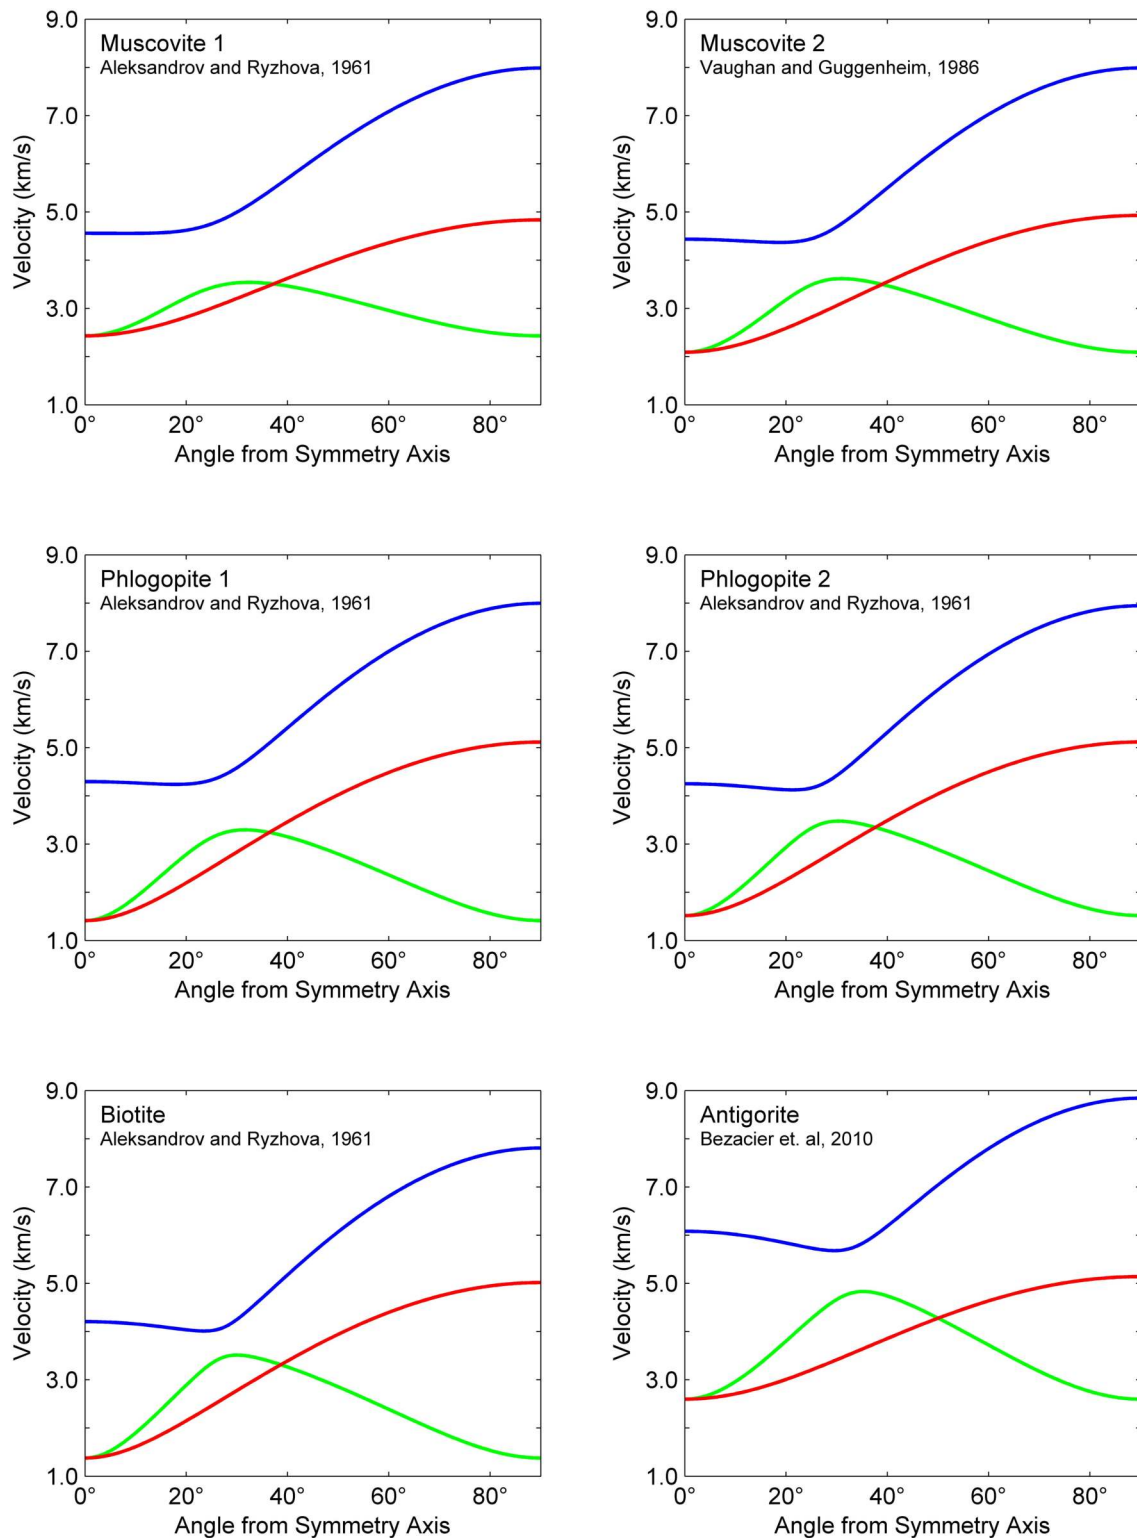 Muscovite 1
Aleksandrov and Ryzhova, 1961
9.0
7.0
5.0
3.0
1.0
Velocity (km/s)
0° 20° 40° 60° 80°
Angle from Symmetry Axis
Muscovite 2
Vaughan and Guggenheim, 1986
9.0
7.0
5.0
3.0
1.0
Velocity (km/s)
0° 20° 40° 60° 80°
Angle from Symmetry Axis
Phlogopite 1
Aleksandrov and Ryzhova, 1961
9.0
7.0
5.0
3.0
1.0
Velocity (km/s)
0° 20° 40° 60° 80°
Angle from Symmetry Axis
Phlogopite 2
Aleksandrov and Ryzhova, 1961
9.0
7.0
5.0
3.0
1.0
Velocity (km/s)
0° 20° 40° 60° 80°
Angle from Symmetry Axis
Biotite
Aleksandrov and Ryzhova, 1961
9.0
7.0
5.0
3.0
1.0
Velocity (km/s)
0° 20° 40° 60° 80°
Angle from Symmetry Axis
Antigorite
Bezacier et. al, 2010
9.0
7.0
5.0
3.0
1.0
Velocity (km/s)
0° 20° 40° 60° 80°
Angle from Symmetry Axis